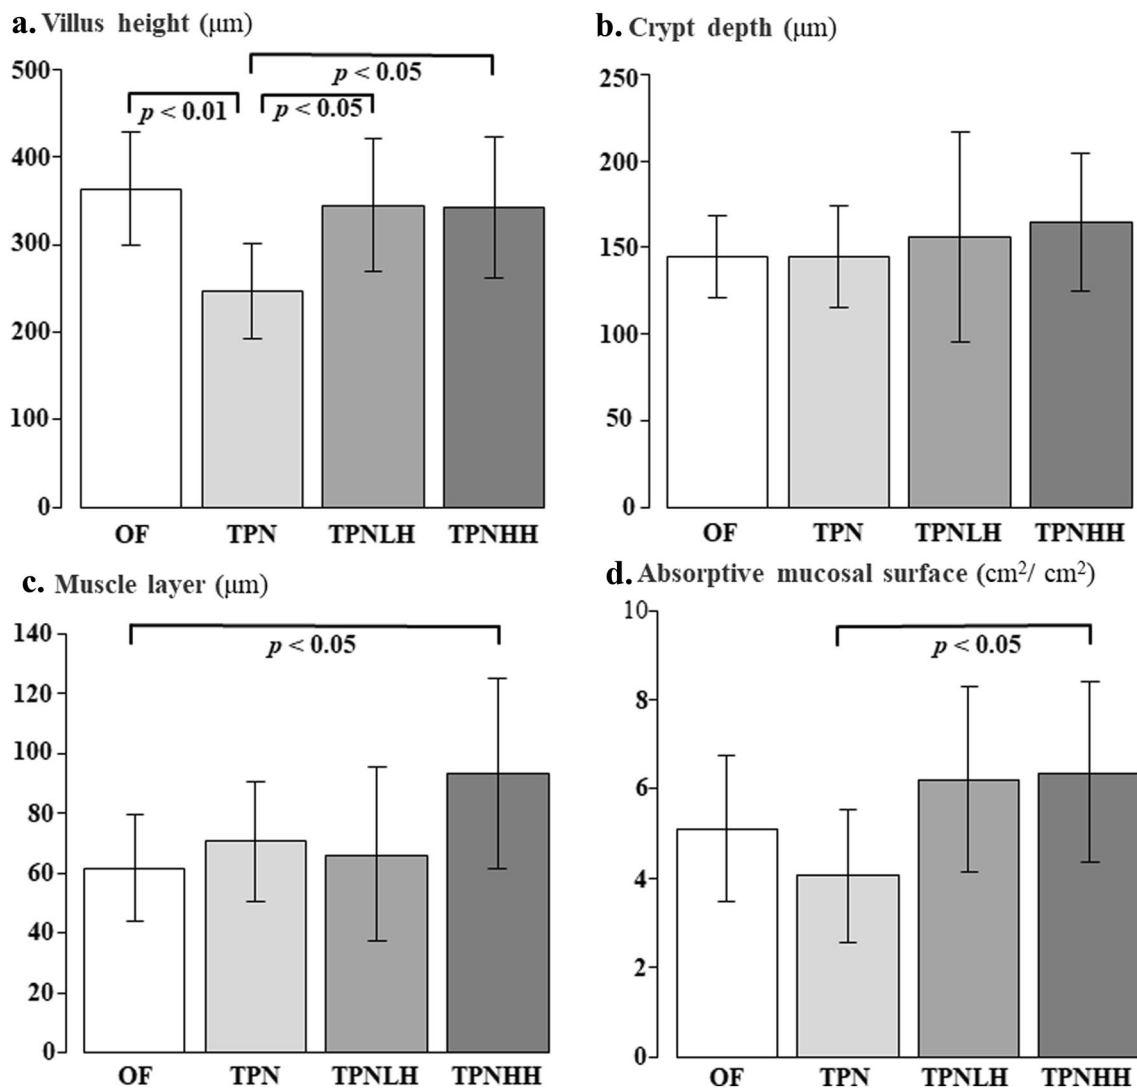 a. Villus height (μm)
500
400
300
200
100
0
p < 0.05
p < 0.01
p < 0.05
OF TPN TPNLH TPNHH
b. Crypt depth (μm)
250
200
150
100
50
0
OF TPN TPNLH TPNHH
c. Muscle layer (μm)
140
120
100
80
60
40
20
0
p < 0.05
OF TPN TPNLH TPNHH
d. Absorptive mucosal surface (cm²/ cm²)
10
8
6
4
2
0
p < 0.05
OF TPN TPNLH TPNHH